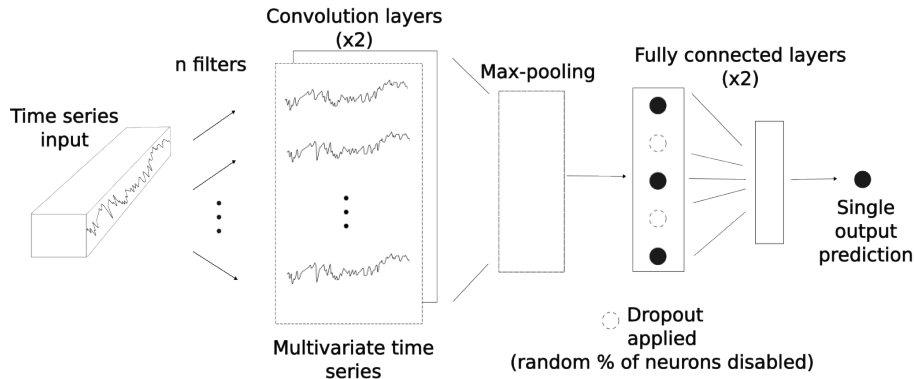 Convolution layers
(x2)
n filters
Time series
input
Multivariate time
series
Max-pooling
Fully connected layers
(x2)
Single
output
prediction
Dropout
applied
(random % of neurons disabled)